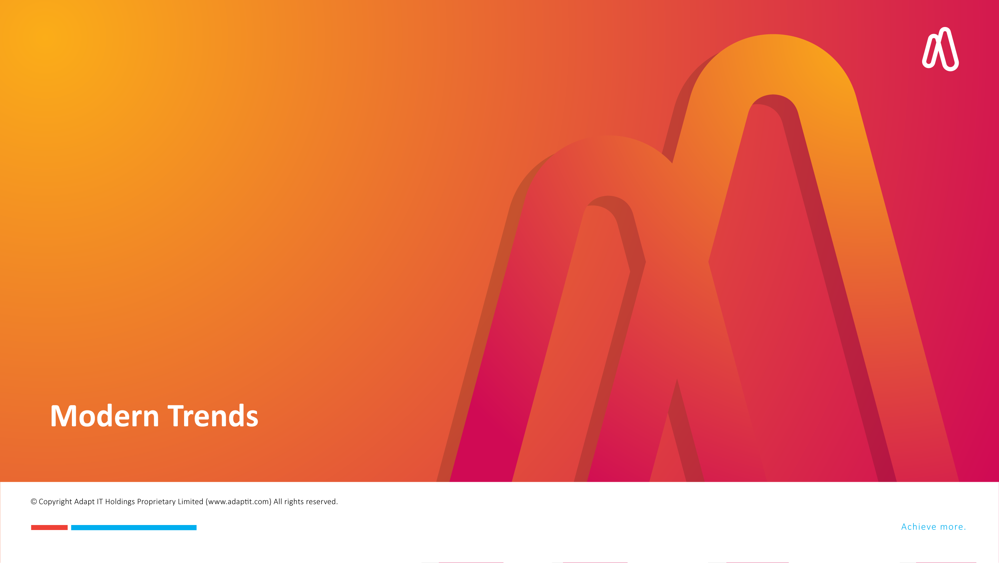 Modern Trends
© Copyright Adapt IT Holdings Proprietary Limited (www.adaptit.com) All rights reserved.
Achieve more.